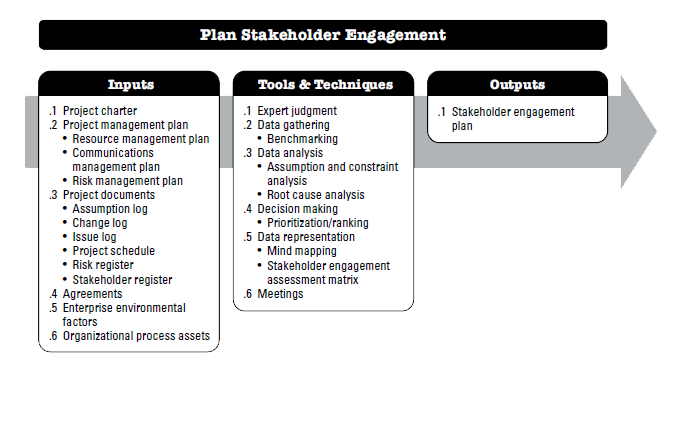 Plan Stakeholder Engagement
Inputs
.1 Project charter
.2 Project management plan
• Resource management plan
• Communications
management plan
• Risk management plan
.3 Project documents
• Assumption log
• Change log
• Issue log
• Project schedule
• Risk register
• Stakeholder register
.4 Agreements
.5 Enterprise environmental
factors
.6 Organizational process assets
Tools & Techniques
.1 Expert judgment
.2 Data gathering
• Benchmarking
.3 Data analysis
• Assumption and constraint
analysis
• Root cause analysis
.4 Decision making
• Prioritization/ranking
.5 Data representation
• Mind mapping
• Stakeholder engagement
assessment matrix
.6 Meetings
Outputs
.1 Stakeholder engagement
plan